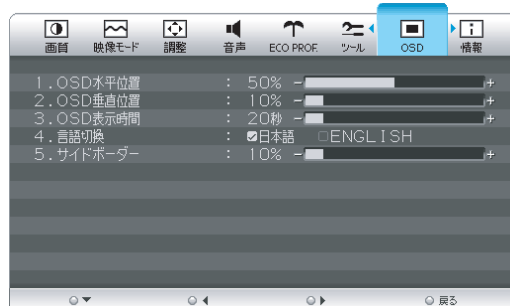 画質 映像モード 調整 音声 ECO PROF. ツール OSD 情報
1.OSD水平位置 : 50% - +
2.OSD垂直位置 : 10% - +
3.OSD表示時間 : 20秒 - +
4.言語切換 : 日本語 ENGLISH
5.サイドボーダー : 10% - +
戻る